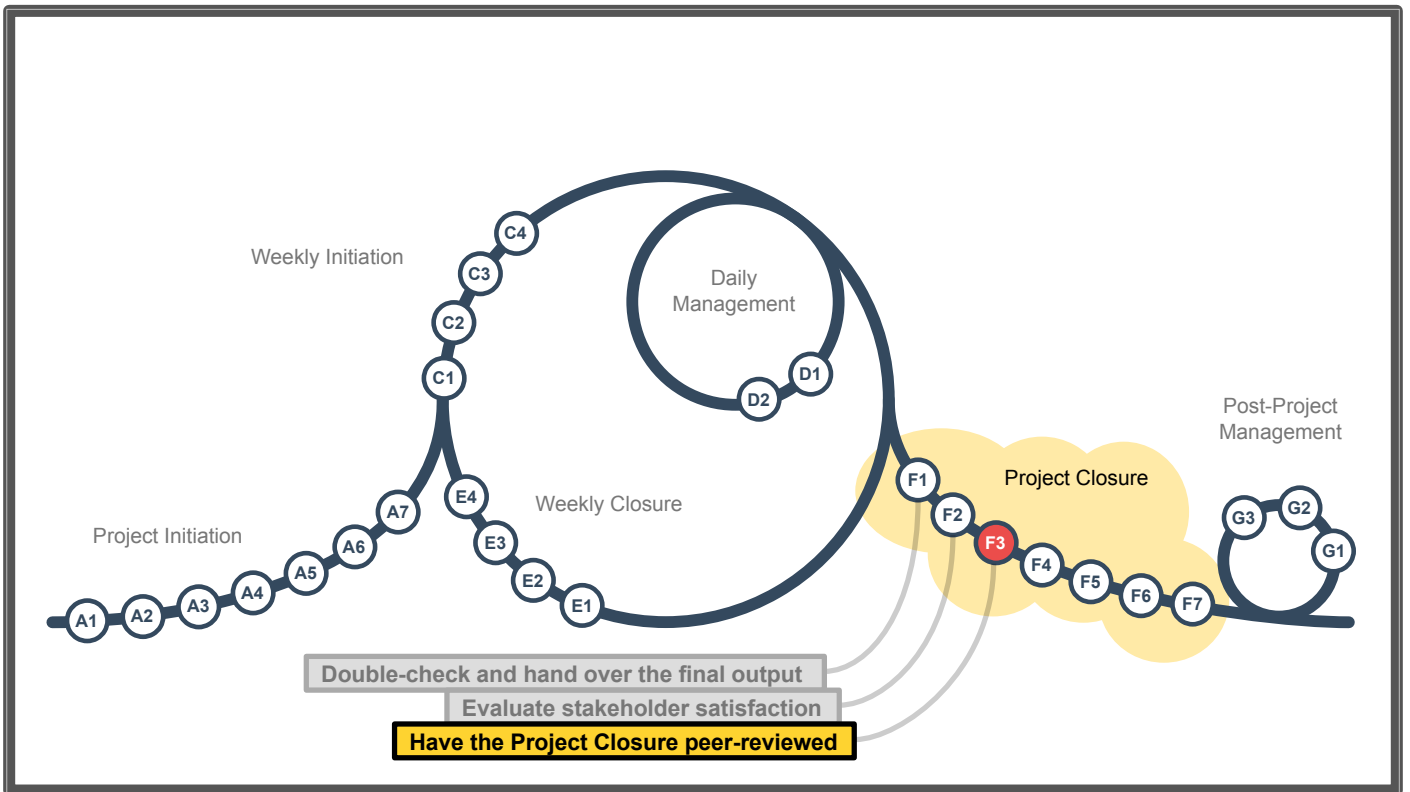 C4
Weekly Initiation
C3
Daily
Management
C2
C1
D1
D2
Post-Project
Management
F1
Project Closure
E4
Weekly Closure
A7
F2
G3
G2
Project Initiation
A6
E3
F3
G1
A5
E2
F4
A4
F5
A3
E1
F6
F7
A2
A1
Double-check and hand over the final output
Evaluate stakeholder satisfaction
Have the Project Closure peer-reviewed